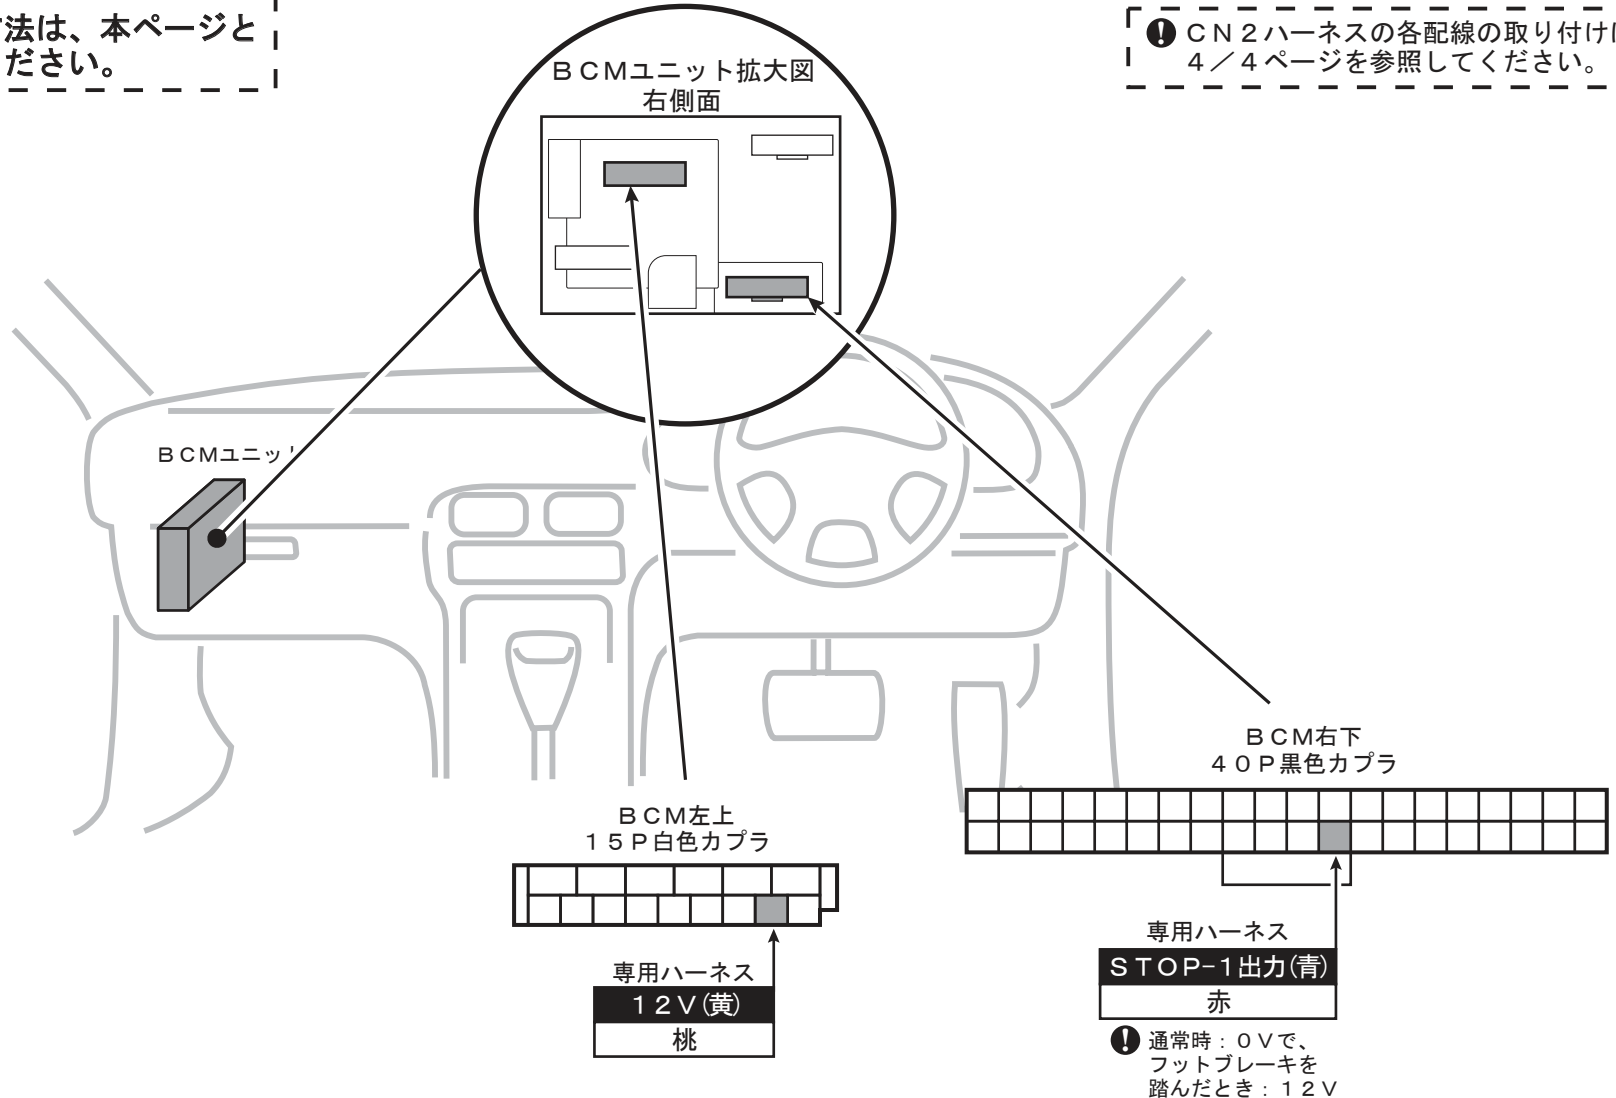 法は、本ページと
ださい。
BCMユニット拡大図
右側面
CN2ハーネスの各配線の取り付けに
4／4ページを参照してください。
BCMユニット
BCM右下
40P黒色カプラ
BCM左上
15P白色カプラ
専用ハーネス
12V(黄)
桃
専用ハーネス
STOP-1出力(青)
赤
通常時：0Vで、
フットブレーキを
踏んだとき：12V